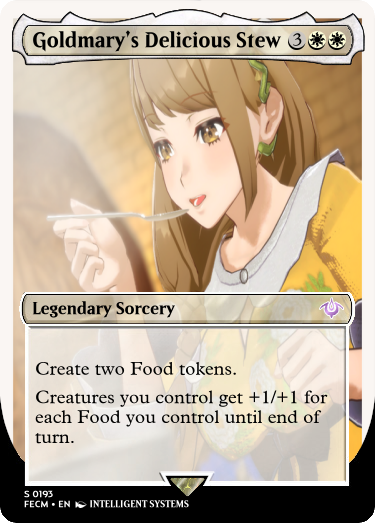 Goldmary's Delicious Stew 3
Legendary Sorcery
Create two Food tokens.
Creatures you control get +1/+1 for
each Food you control until end of
turn.
S 0193
FECM • EN INTELLIGENT SYSTEMS